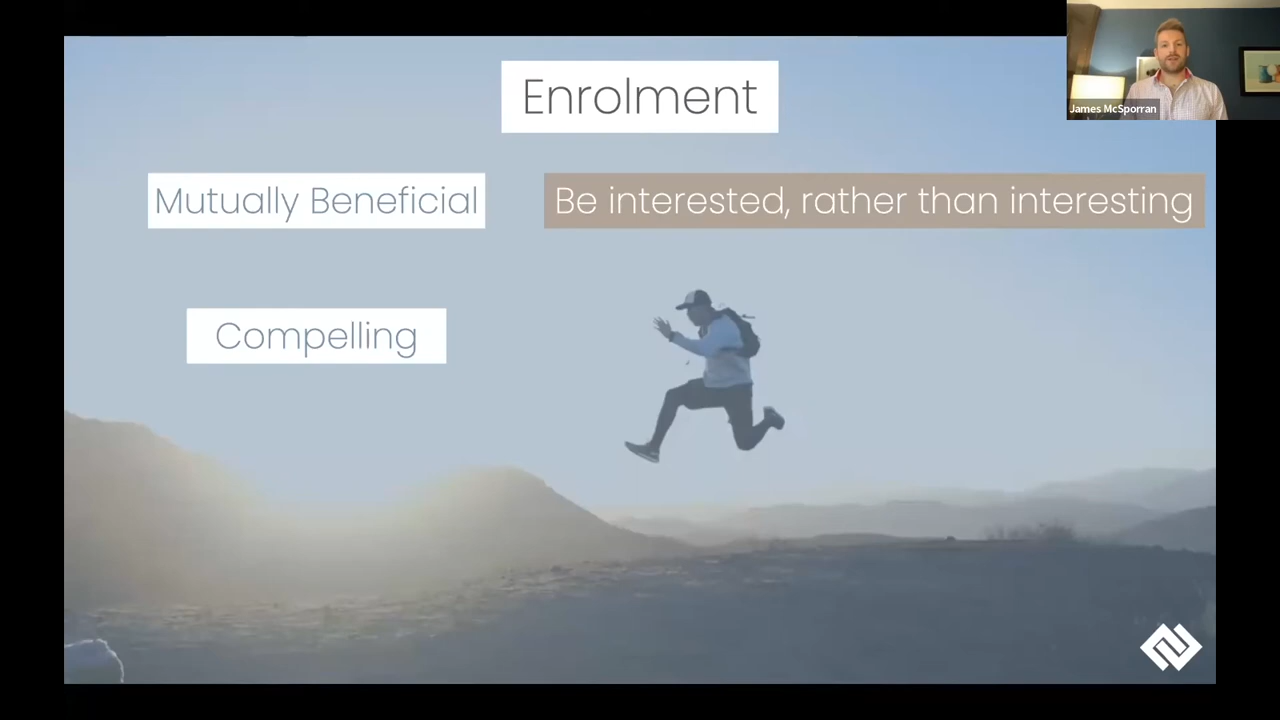 Enrolment
James McSporran
Mutually Beneficial
Be interested, rather than interesting
Compelling